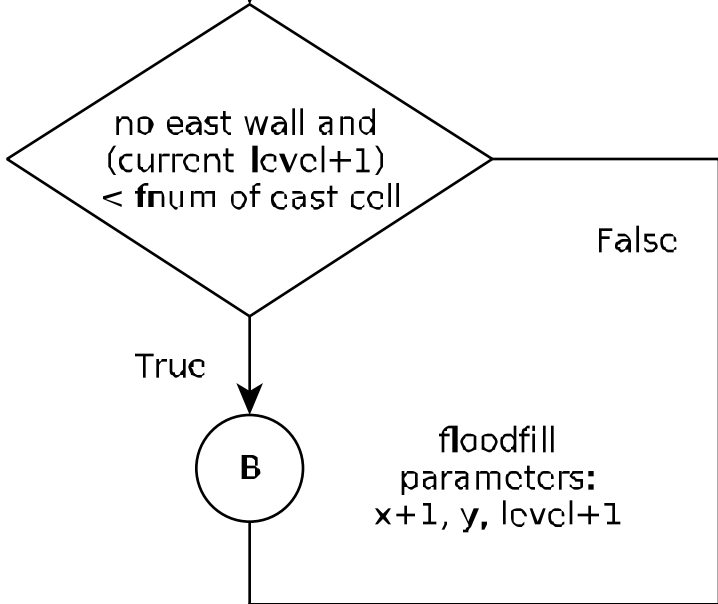 no east wall and
(current level+1)
< fnum of east cell
False
True
B
floodfill
parameters:
x+1, y, level+1